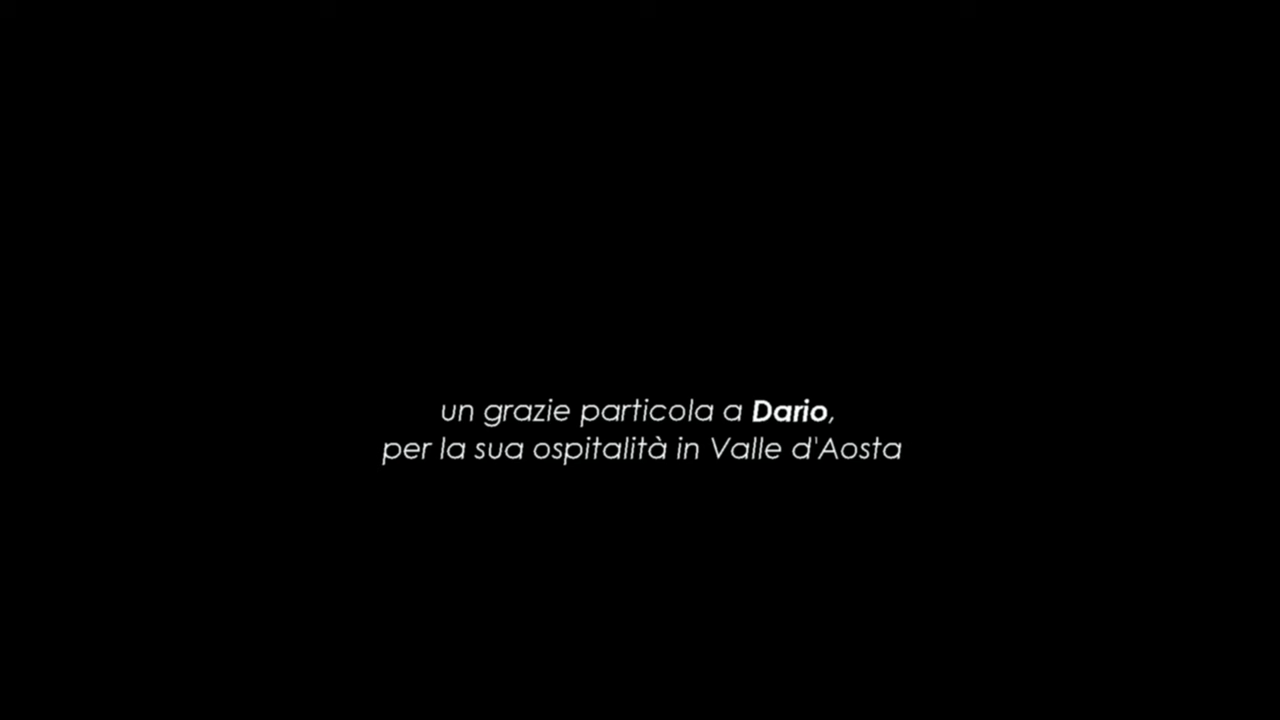 un grazie particola a Dario,
per la sua ospitalità in Valle d'Aosta